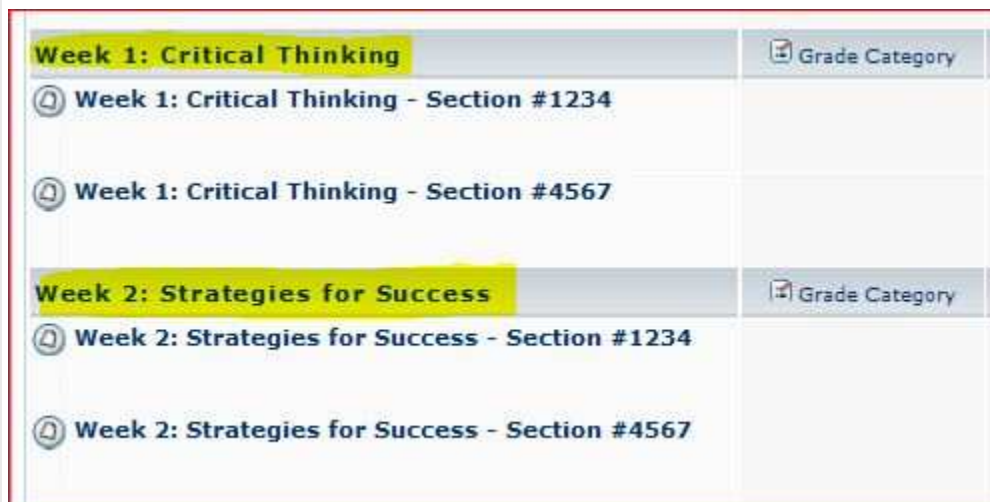 Week 1: Critical Thinking Grade Category
Week 1: Critical Thinking - Section #1234
Week 1: Critical Thinking - Section #4567
Week 2: Strategies for Success Grade Category
Week 2: Strategies for Success - Section #1234
Week 2: Strategies for Success - Section #4567